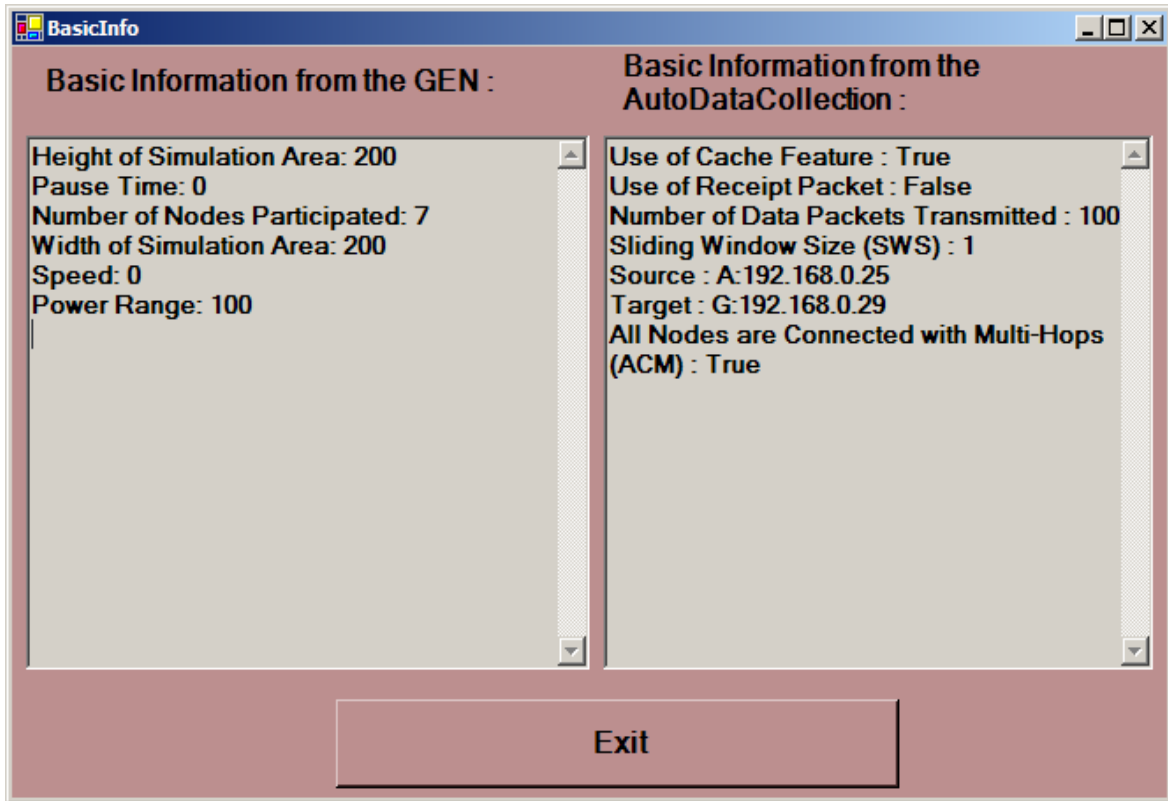 BasicInfo
Basic Information from the GEN :
Basic Information from the
AutoDataCollection :
Height of Simulation Area: 200
Pause Time: 0
Number of Nodes Participated: 7
Width of Simulation Area: 200
Speed: 0
Power Range: 100
Use of Cache Feature : True
Use of Receipt Packet : False
Number of Data Packets Transmitted : 100
Sliding Window Size (SWS) : 1
Source : A:192.168.0.25
Target : G:192.168.0.29
All Nodes are Connected with Multi-Hops
(ACM) : True
Exit